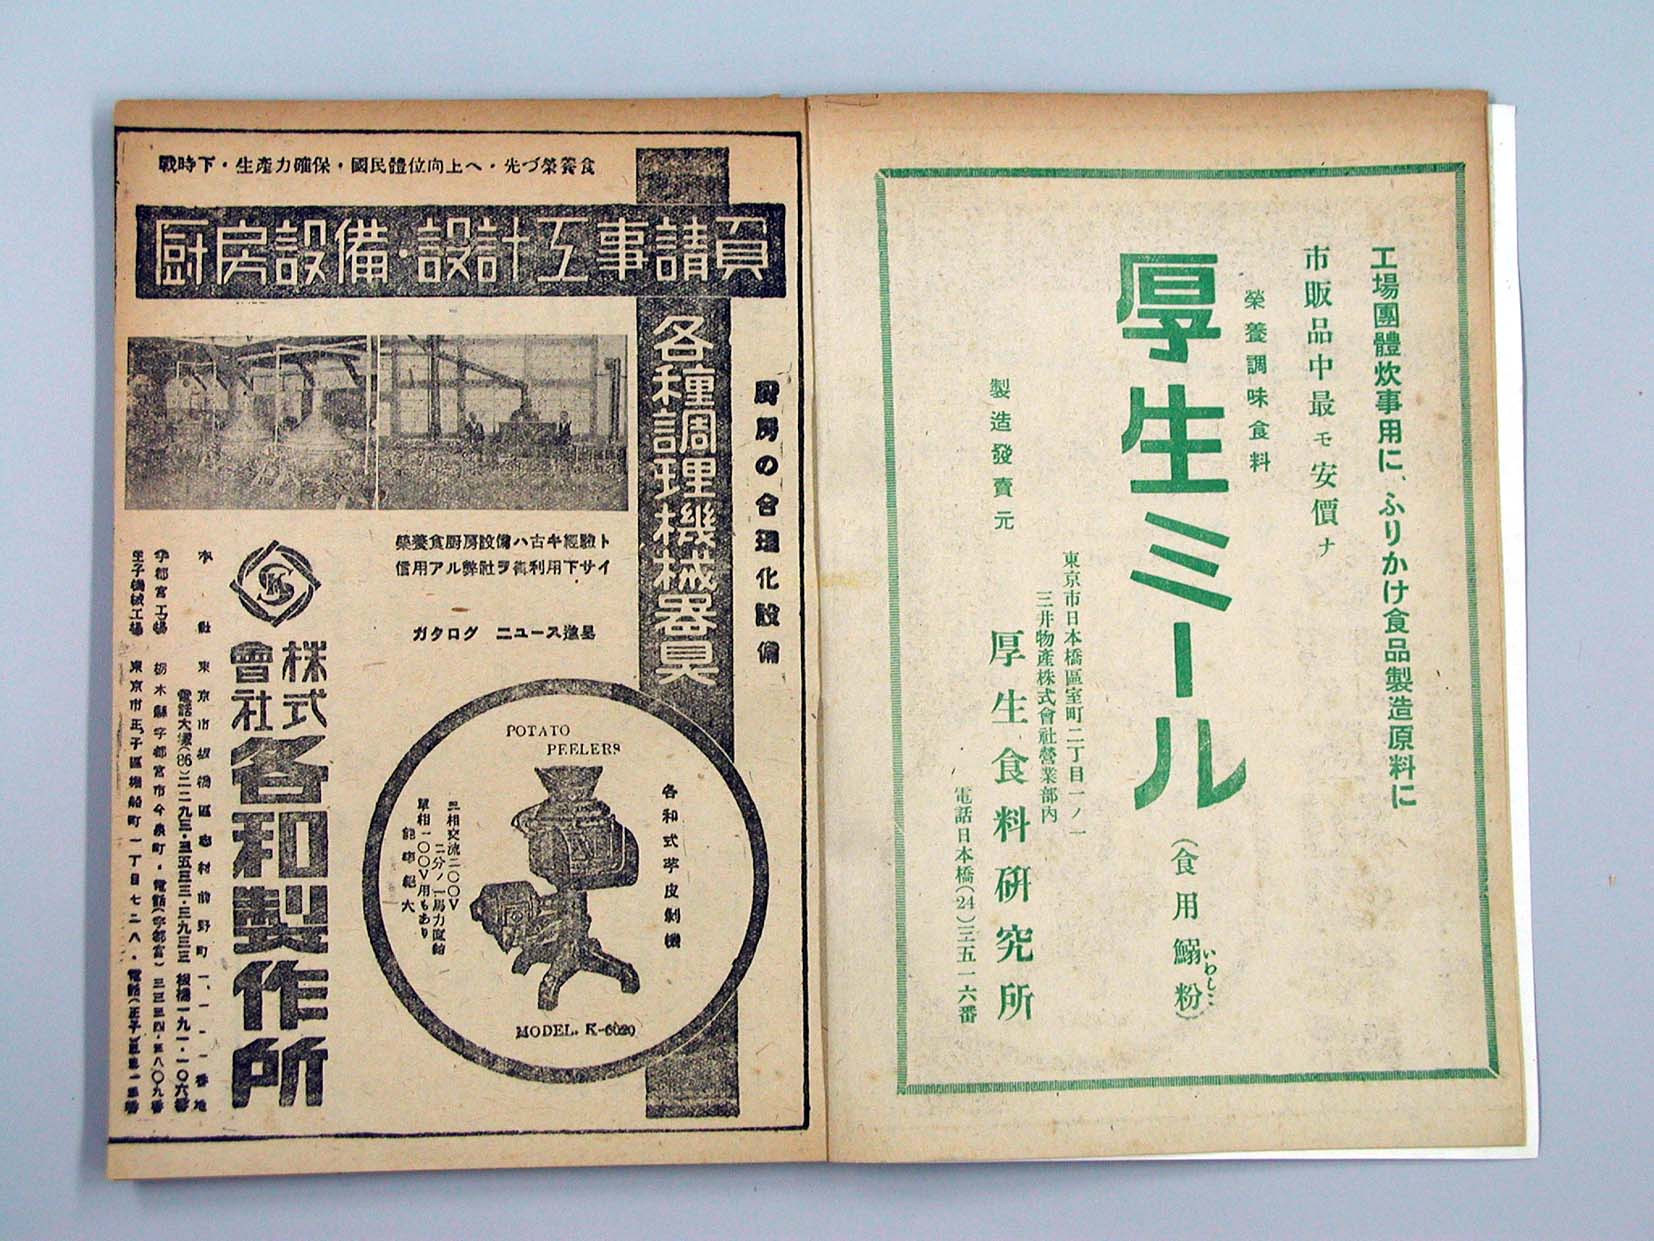 工場團體炊事用に、ふりかけ食品製造原料に
市販品中最モ安價ナ
榮養調味食料
厚生ミール
(食用鰯粉)
いわしこ
製造發賣元
東京市日本橋區室町二丁目一ノ一
三井物產株式會社營業部內
厚生食料硏究所
電話日本橋(24)三五一六番
戰時下・生產力確保・國民體位向上へ・先づ榮養食
厨房設備・設計工事請負
各種調理機械器具
厨房の合理化設備
榮養食厨房設備ハ古キ經驗ト
信用アル弊社ヲ御利用下サイ
カタログ ニュース進呈
POTATO
PEELERS
各和式芋皮剝機
三相交流二〇〇V
二分ノ一馬力直結
單相一〇〇V用もあり
能率絕大
MODEL. K-6020
株式會社 各和製作所
本社 東京市板橋區志村前野町一、一一一番地
電話大塚(86)二二九三・三五三三・三九三三 板橋一九一・一〇六番
宇都宮工場 栃木縣宇都宮市今泉町・電話(宇都宮)三三三四・三八〇九番
王子機械工場 東京市王子區堀船町一丁目七二八・電話(王子)